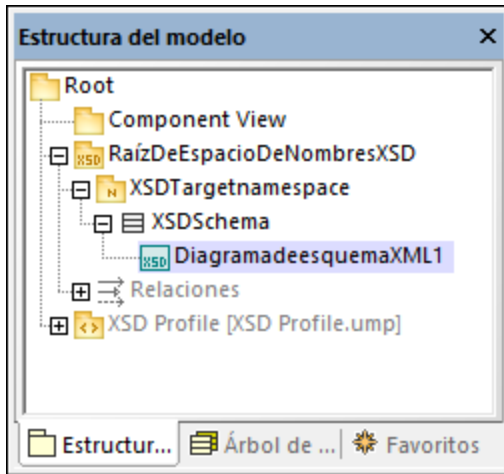 Estructura del modelo
Root
Component View
XSD RaízDeEspacioDeNombresXSD
N XSDTargetnamespace
XSDSchema
XSD DiagramadeesquemaXML1
Relaciones
XSD Profile [XSD Profile.ump]
Estructur... Árbol de ... Favoritos